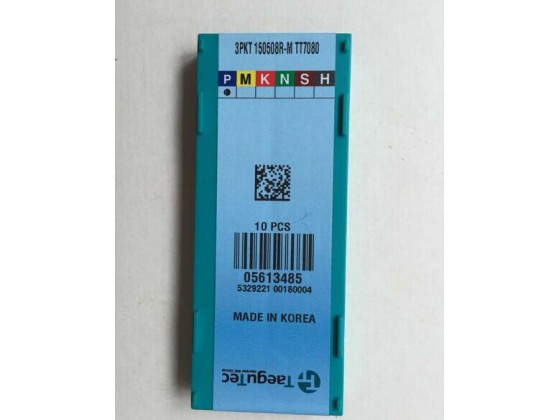 3PKT 150508R-M TT7080
P M K N S H
10 PCS
05613485
5329221 00180004
MADE IN KOREA
TaeguTec